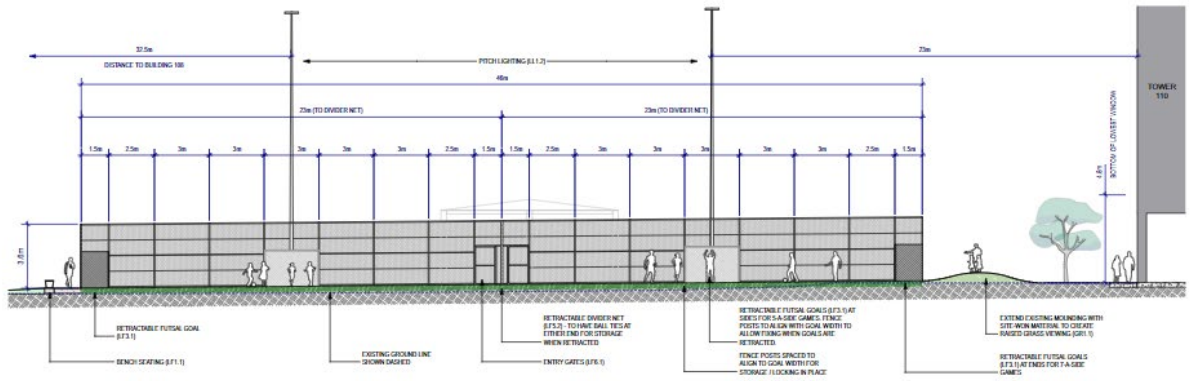 32.5m
DISTANCE TO BUILDING 106
PITCH LIGHTING (LL1.2)
23m
46m
23m (TO DIVIDER NET)
23m (TO DIVIDER NET)
1.5m 2.5m 3m 3m 3m 3m 3m 2.5m 1.5m 1.5m 2.5m 3m 3m 3m 3m 3m 2.5m 1.5m
TOWER
110
4.8m
BOTTOM OF LOWEST WINDOW
3.6m
RETRACTABLE FUTSAL GOAL
(LF3.1)
BENCH SEATING (LF1.1)
EXISTING GROUND LINE
SHOWN DASHED
RETRACTABLE DIVIDER NET
(LF5.2) - TO HAVE BALL TIES AT
EITHER END FOR STORAGE
WHEN RETRACTED
ENTRY GATES (LF6.1)
RETRACTABLE FUTSAL GOALS (LF3.1) AT
SIDES FOR 5-A-SIDE GAMES. FENCE
POSTS TO ALIGN WITH GOAL WIDTH TO
ALLOW FIXING WHEN GOALS ARE
RETRACTED.
FENCE POSTS SPACED TO
ALIGN TO GOAL WIDTH FOR
STORAGE / LOCKING IN PLACE
EXTEND EXISTING MOUNDING WITH
SITE-WON MATERIAL TO CREATE
RAISED GRASS VIEWING (GR1.1)
RETRACTABLE FUTSAL GOALS
(LF3.1) AT ENDS FOR 7-A-SIDE
GAMES